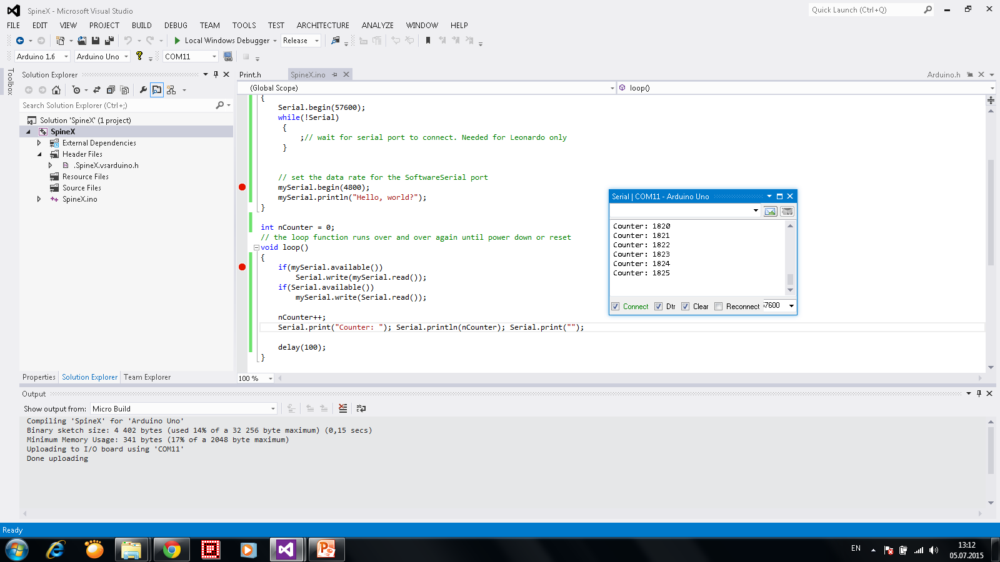 SpineX - Microsoft Visual Studio
Quick Launch (Ctrl+Q)
FILE EDIT VIEW PROJECT BUILD DEBUG TEAM TOOLS TEST ARCHITECTURE ANALYZE WINDOW HELP
Local Windows Debugger Release
Arduino 1.6 Arduino Uno COM11
Toolbox
Solution Explorer
Search Solution Explorer (Ctrl+;)
Solution 'SpineX' (1 project)
SpineX
External Dependencies
Header Files
.SpineX.vsarduino.h
Resource Files
Source Files
SpineX.ino
Properties Solution Explorer Team Explorer
Print.h SpineX.ino Arduino.h
(Global Scope) loop()
{
Serial.begin(57600);
while(!Serial)
{
;// wait for serial port to connect. Needed for Leonardo only
}
// set the data rate for the SoftwareSerial port
mySerial.begin(4800);
mySerial.println("Hello, world?");
}
int nCounter = 0;
// the loop function runs over and over again until power down or reset
void loop()
{
if(mySerial.available())
Serial.write(mySerial.read());
if(Serial.available())
mySerial.write(Serial.read());
nCounter++;
Serial.print("Counter: "); Serial.println(nCounter); Serial.print("");
delay(100);
}
100 %
Serial | COM11 - Arduino Uno
Counter: 1820
Counter: 1821
Counter: 1822
Counter: 1823
Counter: 1824
Counter: 1825
Connect Dtr Clear Reconnect 57600
Output
Show output from: Micro Build
Compiling 'SpineX' for 'Arduino Uno'
Binary sketch size: 4 402 bytes (used 14% of a 32 256 byte maximum) (0,15 secs)
Minimum Memory Usage: 341 bytes (17% of a 2048 byte maximum)
Uploading to I/O board using 'COM11'
Done uploading
Ready
EN
13:12
05.07.2015